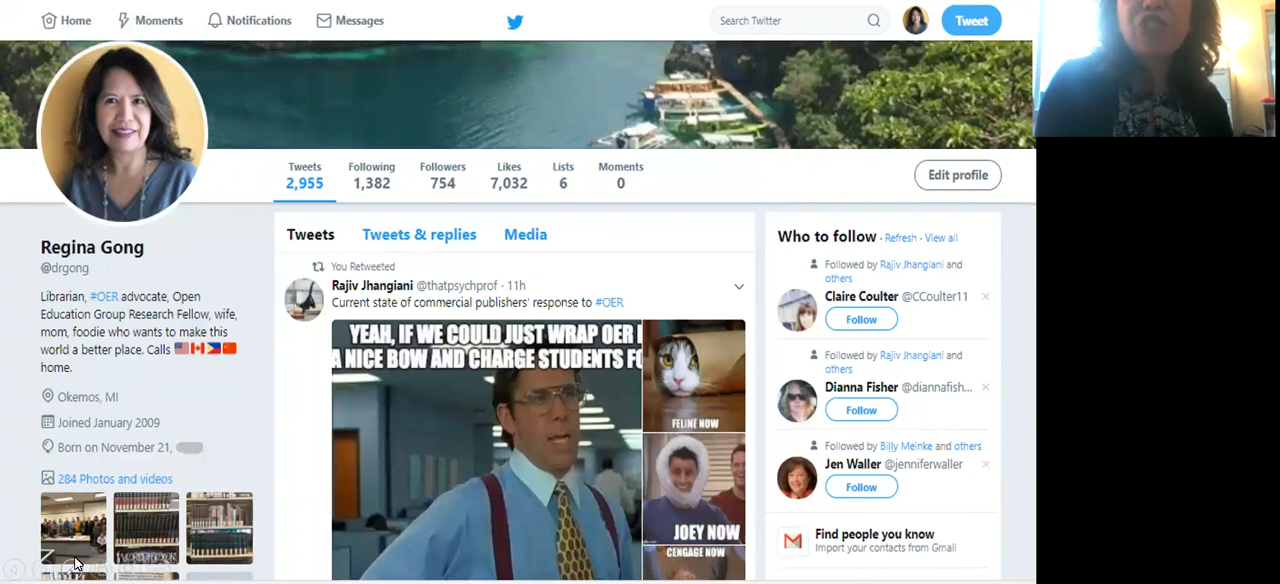 Home Moments Notifications Messages
Search Twitter
Tweet
Tweets Following Followers Likes Lists Moments
2,955 1,382 754 7,032 6 0
Edit profile
Regina Gong
@drgong
Librarian, #OER advocate, Open
Education Group Research Fellow, wife,
mom, foodie who wants to make this
world a better place. Calls
home.
Okemos, MI
Joined January 2009
Born on November 21,
284 Photos and videos
Tweets Tweets & replies Media
You Retweeted
Rajiv Jhangiani @thatpsychprof · 11h
Current state of commercial publishers' response to #OER
YEAH, IF WE COULD JUST WRAP OER
A NICE BOW AND CHARGE STUDENTS
FELINE NOW
JOEY NOW
CENGAGE NOW
Who to follow · Refresh · View all
Followed by Rajiv Jhangiani and
others
Claire Coulter @CCoulter11
Follow
Followed by Rajiv Jhangiani and
others
Dianna Fisher @diannafish...
Follow
Followed by Billy Meinke and others
Jen Waller @jenniferwaller
Follow
Find people you know
Import your contacts from Gmail